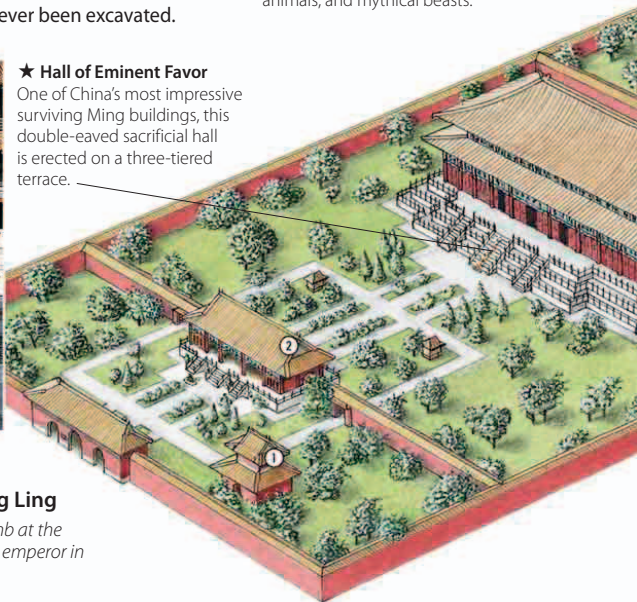 ever been excavated.
animals, and mythical beasts.
★ Hall of Eminent Favor
One of China’s most impressive
surviving Ming buildings, this
double-eaved sacrificial hall
is erected on a three-tiered
terrace.
2
1
g Ling
mb at the
emperor in